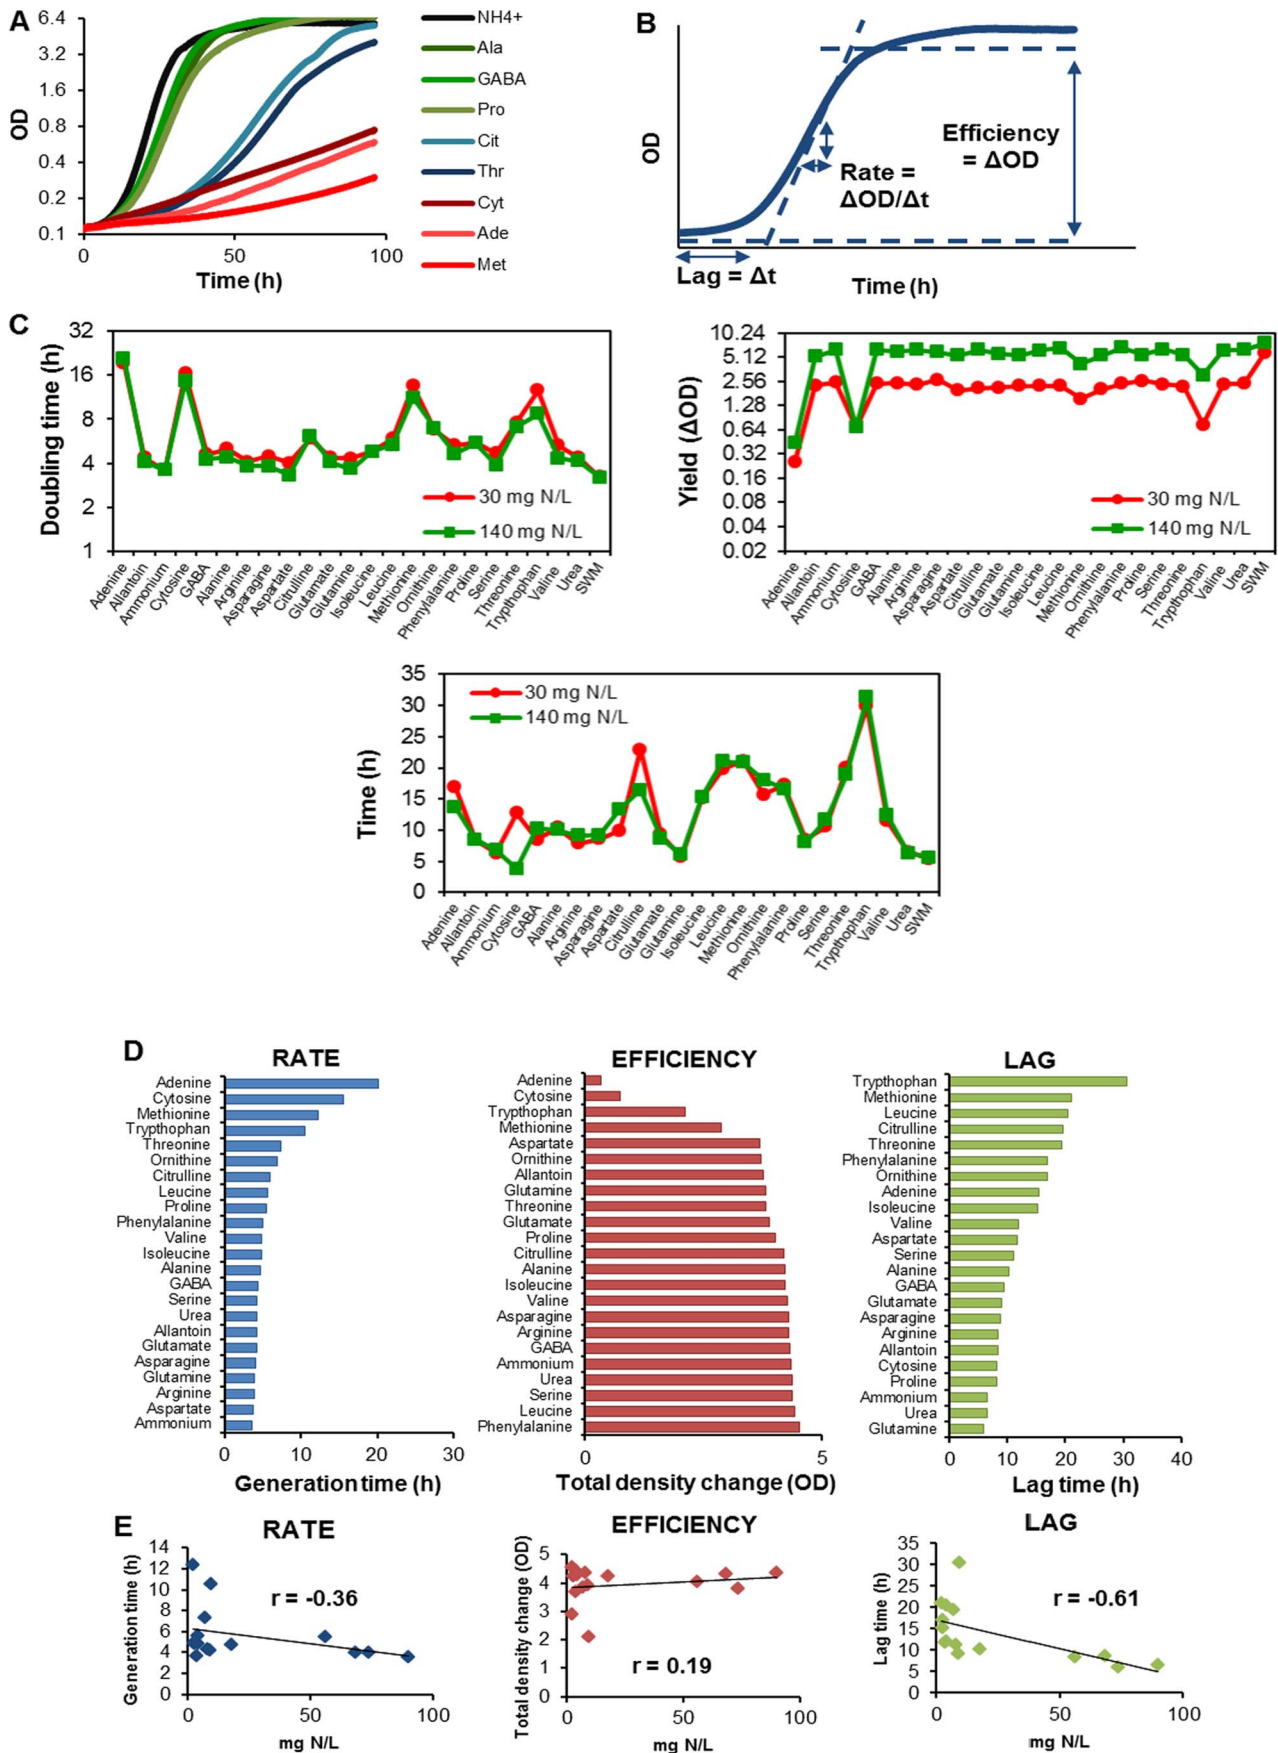 A
6.4
3.2
1.6
0.8
0.4
0.2
0.1
OD
0
50
100
Time (h)
NH4+
Ala
GABA
Pro
Cit
Thr
Cyt
Ade
Met
B
OD
Efficiency
= ΔOD
Rate =
ΔOD/Δt
Lag = Δt
Time (h)
C
Doubling time (h)
32
16
8
4
2
1
30 mg N/L
140 mg N/L
Adenine
Allantoin
Ammonium
Cytosine
GABA
Alanine
Arginine
Asparagine
Aspartate
Citrulline
Glutamate
Glutamine
Isoleucine
Leucine
Methionine
Ornithine
Phenylalanine
Proline
Serine
Threonine
Trypthophan
Valine
Urea
SWM
Yield (ΔOD)
10.24
5.12
2.56
1.28
0.64
0.32
0.16
0.08
0.04
0.02
30 mg N/L
140 mg N/L
Adenine
Allantoin
Ammonium
Cytosine
GABA
Alanine
Arginine
Asparagine
Aspartate
Citrulline
Glutamate
Glutamine
Isoleucine
Leucine
Methionine
Ornithine
Phenylalanine
Proline
Serine
Threonine
Trypthophan
Valine
Urea
SWM
Time (h)
35
30
25
20
15
10
5
0
30 mg N/L
140 mg N/L
Adenine
Allantoin
Ammonium
Cytosine
GABA
Alanine
Arginine
Asparagine
Aspartate
Citrulline
Glutamate
Glutamine
Isoleucine
Leucine
Methionine
Ornithine
Phenylalanine
Proline
Serine
Threonine
Trypthophan
Valine
Urea
SWM
D
RATE
Adenine
Cytosine
Methionine
Trypthophan
Threonine
Ornithine
Citrulline
Leucine
Proline
Phenylalanine
Valine
Isoleucine
Alanine
GABA
Serine
Urea
Allantoin
Glutamate
Asparagine
Glutamine
Arginine
Aspartate
Ammonium
0
10
20
30
Generation time (h)
EFFICIENCY
Adenine
Cytosine
Trypthophan
Methionine
Aspartate
Ornithine
Allantoin
Glutamine
Threonine
Glutamate
Proline
Citrulline
Alanine
Isoleucine
Valine
Asparagine
Arginine
GABA
Ammonium
Urea
Serine
Leucine
Phenylalanine
0
5
Total density change (OD)
LAG
Trypthophan
Methionine
Leucine
Citrulline
Threonine
Phenylalanine
Ornithine
Adenine
Isoleucine
Valine
Aspartate
Serine
Alanine
GABA
Glutamate
Asparagine
Arginine
Allantoin
Cytosine
Proline
Ammonium
Urea
Glutamine
0
10
20
30
40
Lag time (h)
E
RATE
Generation time (h)
14
12
10
8
6
4
2
0
r = -0.36
0
50
100
mg N/L
EFFICIENCY
Total density change (OD)
5
4
3
2
1
0
r = 0.19
0
50
100
mg N/L
LAG
Lag time (h)
35
30
25
20
15
10
5
0
r = -0.61
0
50
100
mg N/L